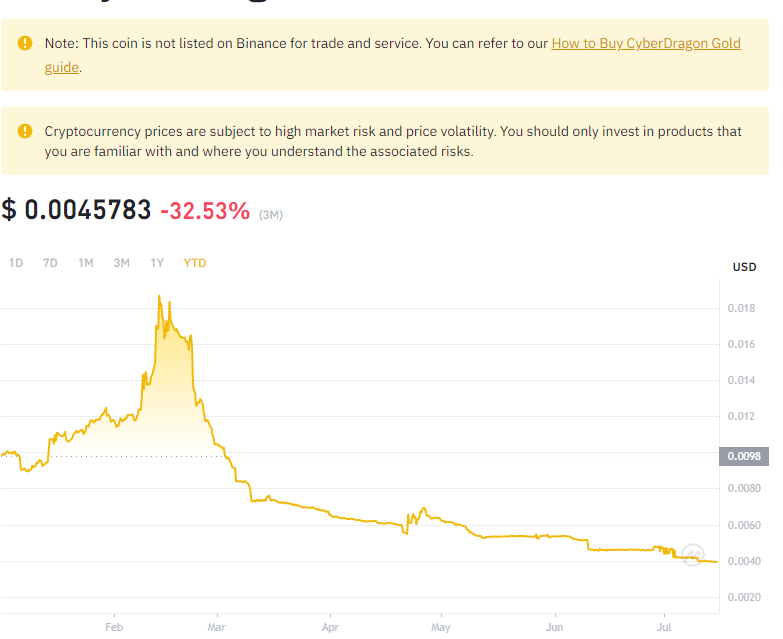 Note: This coin is not listed on Binance for trade and service. You can refer to our How to Buy CyberDragon Gold
guide.
Cryptocurrency prices are subject to high market risk and price volatility. You should only invest in products that
you are familiar with and where you understand the associated risks.
$ 0.0045783 -32.53% (3M)
1D 7D 1M 3M 1Y YTD
USD
0.018
0.016
0.014
0.012
0.0098
0.0080
0.0060
0.0040
0.0020
Feb Mar Apr May Jun Jul